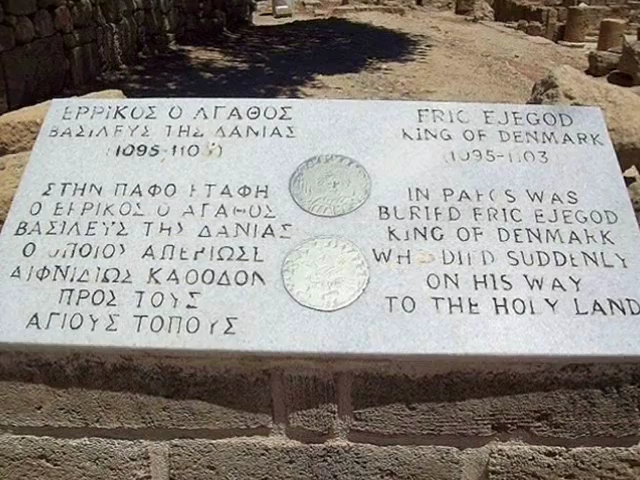 ΕΡΡΙΚΟΣ Ο ΑΓΑΘΟΣ
ΒΑΣΙΛΕΥΣ ΤΗΣ ΔΑΝΙΑΣ
(1095-1103)
ΣΤΗΝ ΠΑΦΟ ΕΤΑΦΗ
Ο ΕΡΡΙΚΟΣ Ο ΑΓΑΘΟΣ
ΒΑΣΙΛΕΥΣ ΤΗΣ ΔΑΝΙΑΣ
Ο ΟΠΟΙΟΣ ΑΠΕΒΙΩΣΕ
ΑΙΦΝΙΔΙΩΣ ΚΑΘΟΔΟΝ
ΠΡΟΣ ΤΟΥΣ
ΑΓΙΟΥΣ ΤΟΠΟΥΣ
ERIC EJEGOD
KING OF DENMARK
(1095-1103
IN PAFOS WAS
BURIED ERIC EJEGOD
KING OF DENMARK
WHO DIED SUDDENLY
ON HIS WAY
TO THE HOLY LAND